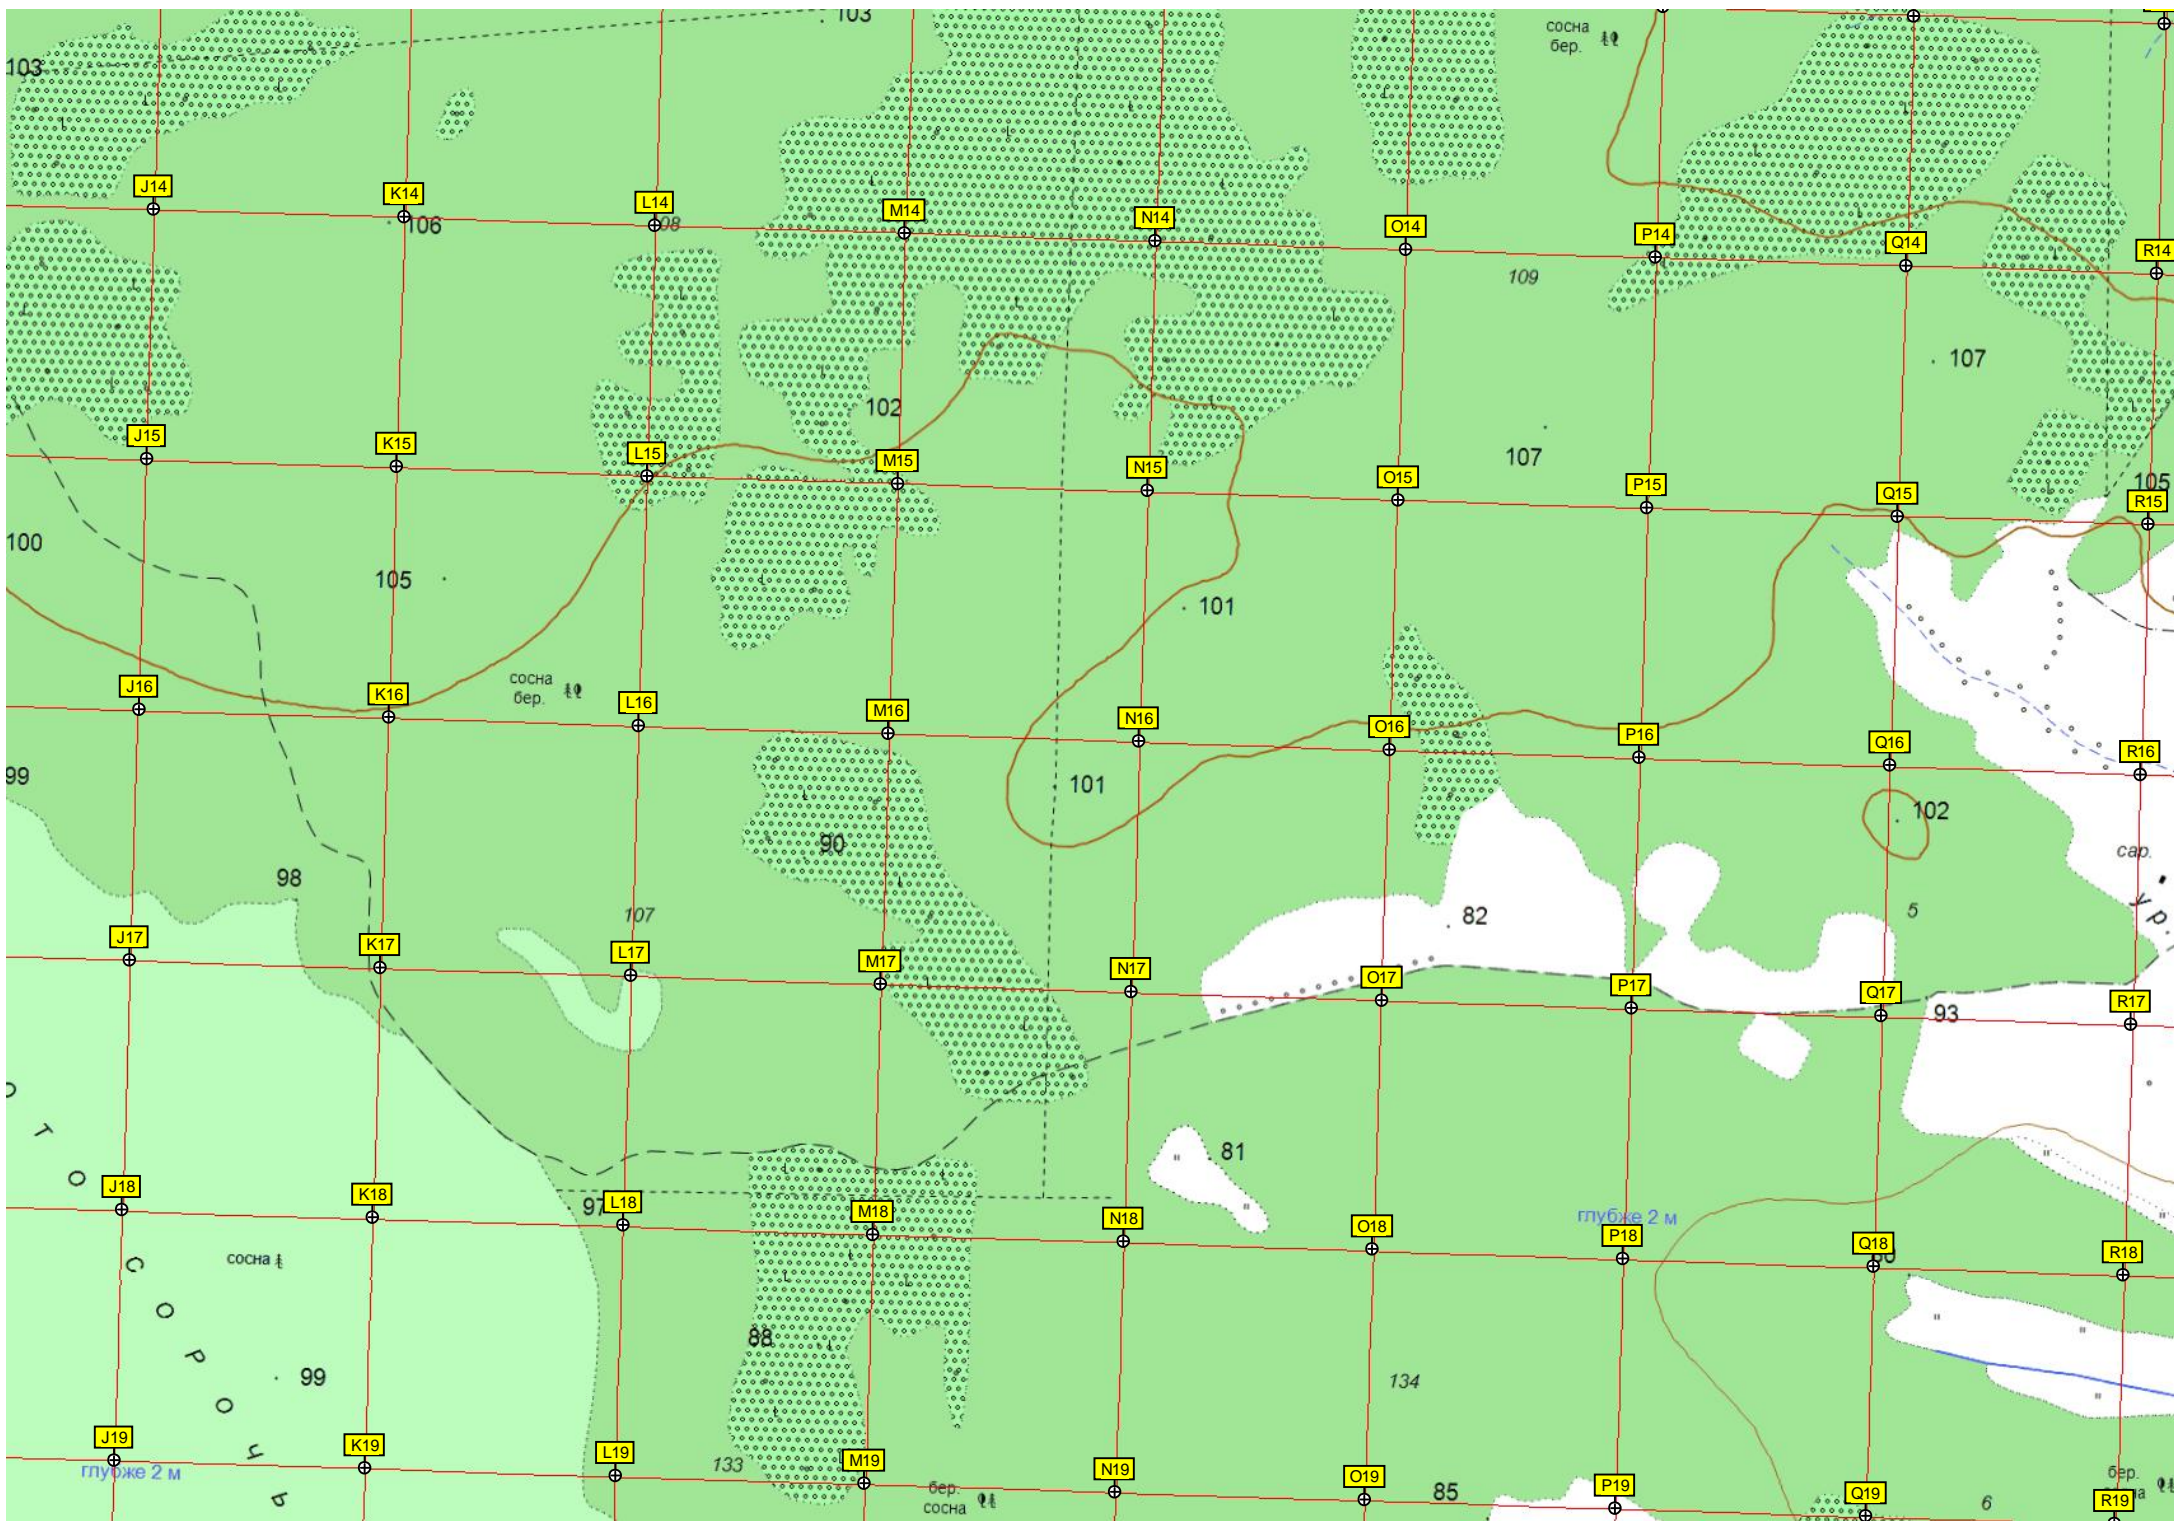 103
сосна
бер.
103
J14
K14
L14
M14
N14
O14
P14
Q14
R14
106
98
109
107
102
J15
K15
L15
M15
N15
O15
P15
Q15
R15
107
105
100
105
101
сосна
бер.
J16
K16
L16
M16
N16
O16
P16
Q16
R16
99
101
102
90
сар.
98
107
82
5
ур.
J17
K17
L17
M17
N17
O17
P17
Q17
R17
93
81
О Т О С О Р О Ч Ь
J18
K18
97
L18
M18
N18
O18
глубже 2 м
P18
Q18
R18
сосна
88
99
134
J19
K19
L19
M19
N19
O19
P19
Q19
R19
глубже 2 м
133
бер.
сосна
85
6
бер.